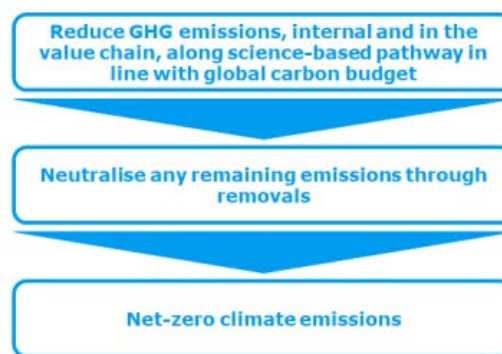 Reduce GHG emissions, internal and in the
value chain, along science-based pathway in
line with global carbon budget
Neutralise any remaining emissions through
removals
Net-zero climate emissions